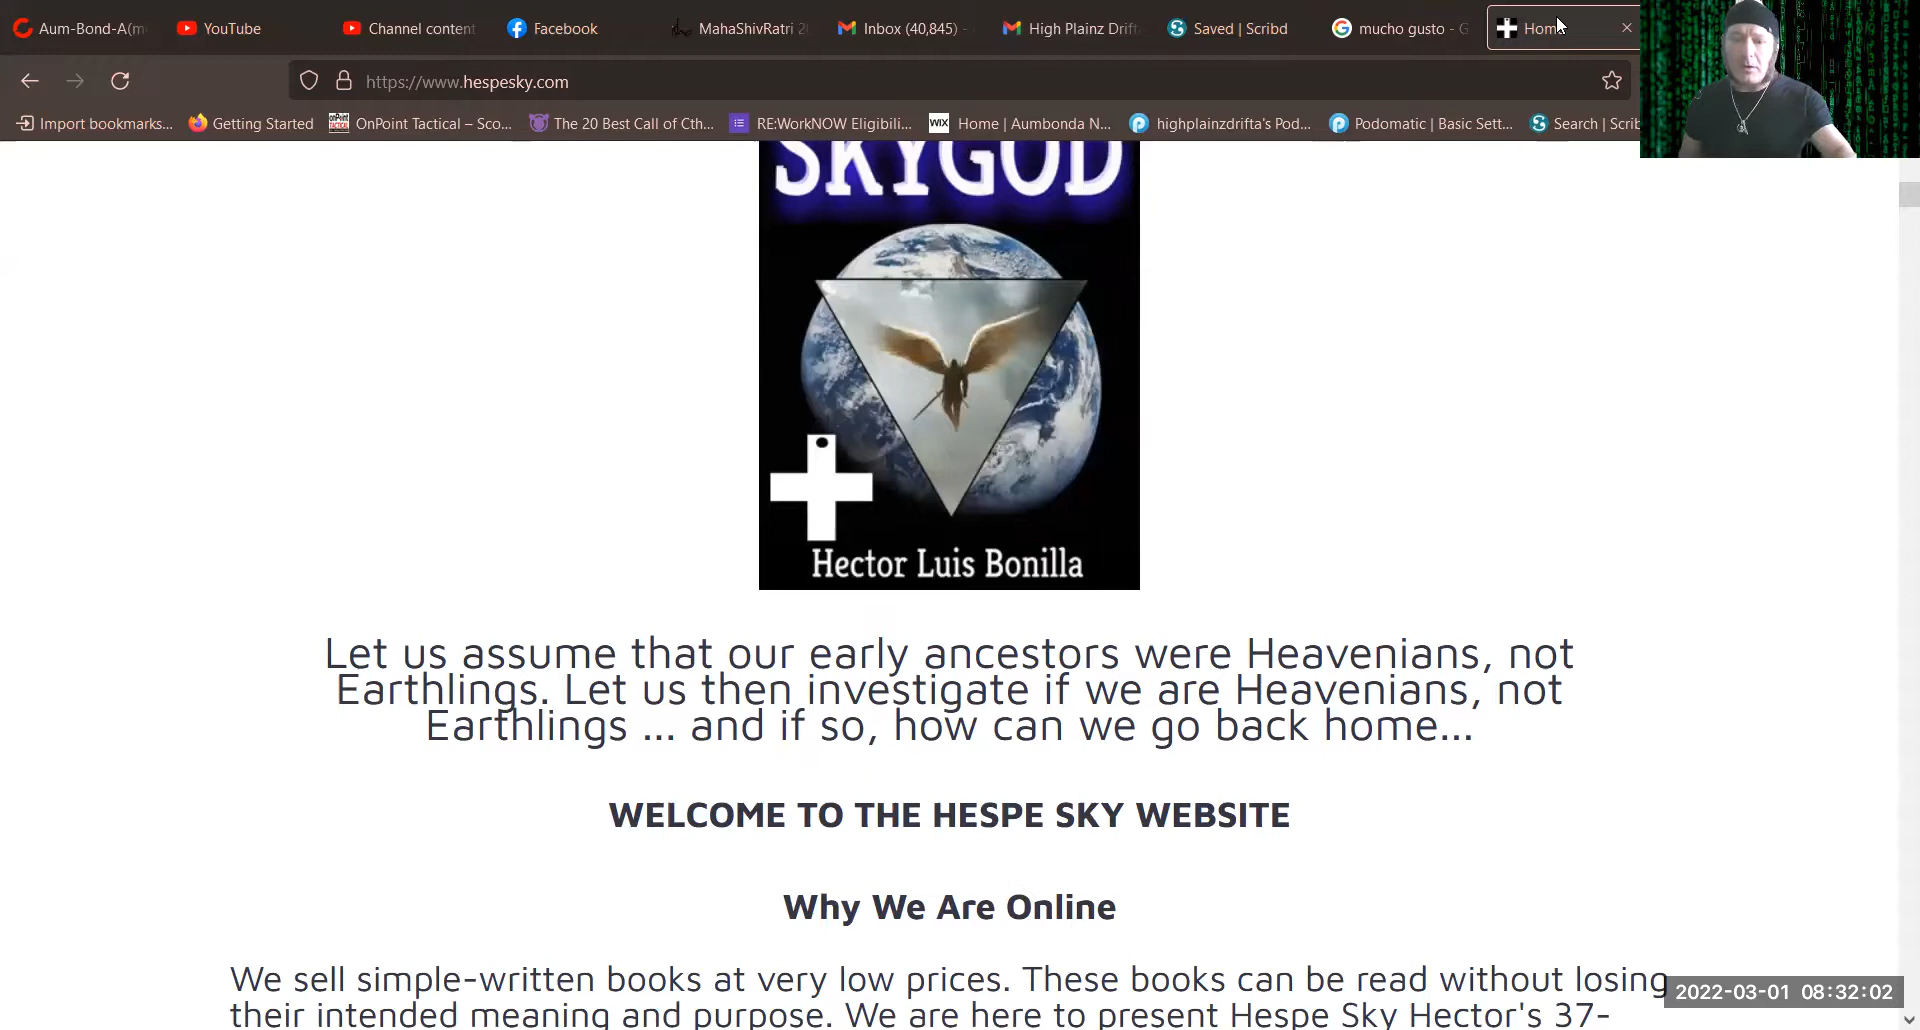 Aum-Bond-A(m
YouTube
Channel content
Facebook
MahaShivRatri 2
Inbox (40,845) -
High Plainz Drift
Saved | Scribd
mucho gusto - G
Hom
https://www.hespesky.com
Import bookmarks...
Getting Started
onPoint TACTICAL
OnPoint Tactical – Sco...
The 20 Best Call of Cth...
RE:WorkNOW Eligibili...
WIX
Home | Aumbonda N...
highplainzdrifta's Pod...
Podomatic | Basic Sett...
Search | Scrib
SKYGOD
Hector Luis Bonilla
Let us assume that our early ancestors were Heavenians, not
Earthlings. Let us then investigate if we are Heavenians, not
Earthlings ... and if so, how can we go back home...
WELCOME TO THE HESPE SKY WEBSITE
Why We Are Online
We sell simple-written books at very low prices. These books can be read without losing
their intended meaning and purpose. We are here to present Hespe Sky Hector's 37-
2022-03-01 08:32:02